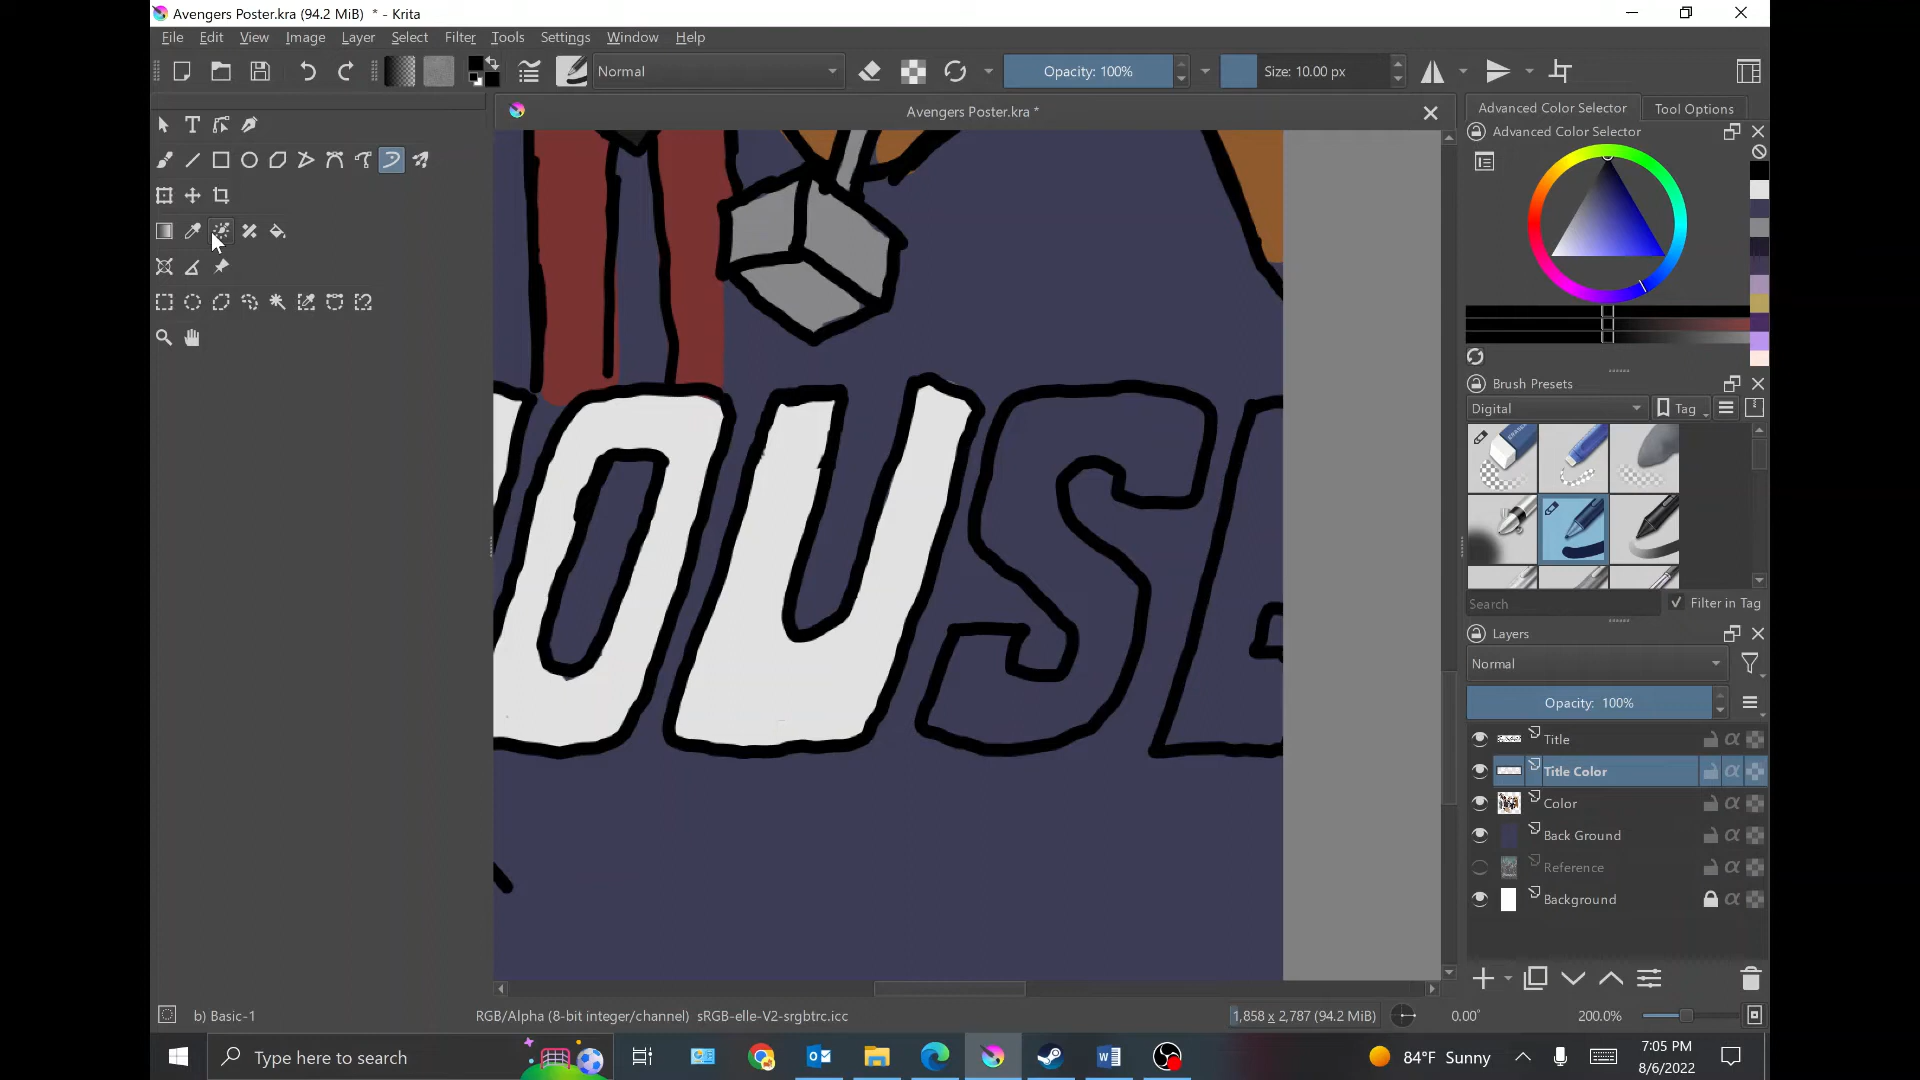 Avengers Poster.kra (94.2 MiB) * - Krita
File Edit View Image Layer Select Filter Tools Settings Window Help
Normal
Opacity: 100%
Size: 10.00 px
Avengers Poster.kra *
Advanced Color Selector
Tool Options
Advanced Color Selector
Brush Presets
Digital
Tag
Search
Filter in Tag
Layers
Normal
Opacity: 100%
Title
Title Color
Color
Back Ground
Reference
Background
OUSE
b) Basic-1
RGB/Alpha (8-bit integer/channel) sRGB-elle-V2-srgbtrc.icc
1,858 x 2,787 (94.2 MiB)
0.00°
200.0%
Type here to search
84°F Sunny
7:05 PM
8/6/2022